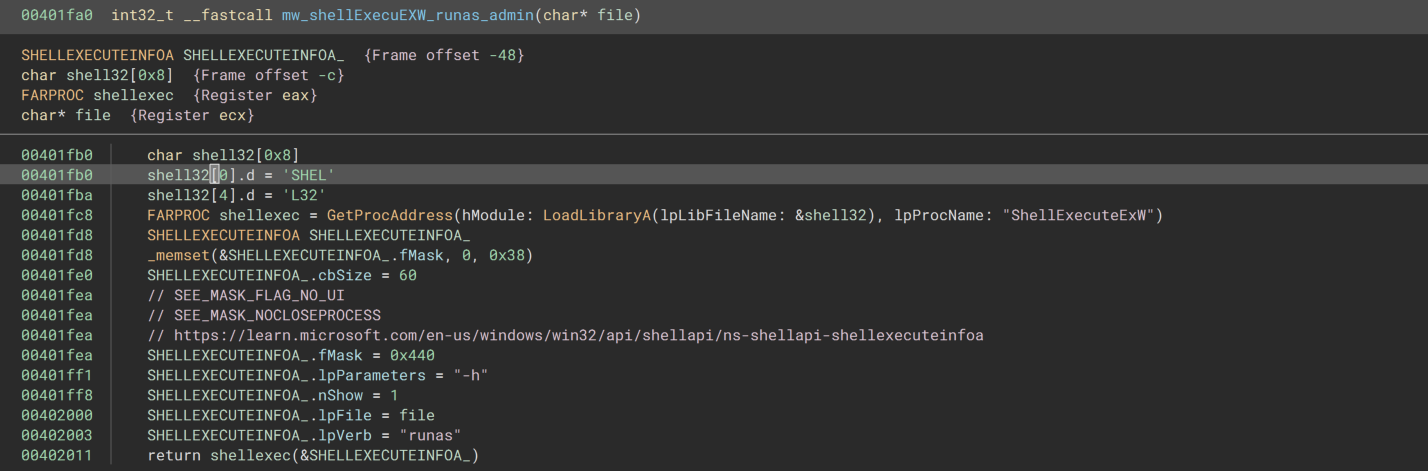 00401fa0 int32_t __fastcall mw_shellExecuEXW_runas_admin(char* file)
SHELLEXECUTEINFOA SHELLEXECUTEINFOA_ {Frame offset -48}
char shell32[0x8] {Frame offset -c}
FARPROC shellexec {Register eax}
char* file {Register ecx}
00401fb0 char shell32[0x8]
00401fb0 shell32[0].d = 'SHEL'
00401fba shell32[4].d = 'L32'
00401fc8 FARPROC shellexec = GetProcAddress(hModule: LoadLibraryA(lpLibFileName: &shell32), lpProcName: "ShellExecuteExW")
00401fd8 SHELLEXECUTEINFOA SHELLEXECUTEINFOA_
00401fd8 _memset(&SHELLEXECUTEINFOA_.fMask, 0, 0x38)
00401fe0 SHELLEXECUTEINFOA_.cbSize = 60
00401fea // SEE_MASK_FLAG_NO_UI
00401fea // SEE_MASK_NOCLOSEPROCESS
00401fea // https://learn.microsoft.com/en-us/windows/win32/api/shellapi/ns-shellapi-shellexecuteinfoa
00401fea SHELLEXECUTEINFOA_.fMask = 0x440
00401ff1 SHELLEXECUTEINFOA_.lpParameters = "-h"
00401ff8 SHELLEXECUTEINFOA_.nShow = 1
00402000 SHELLEXECUTEINFOA_.lpFile = file
00402003 SHELLEXECUTEINFOA_.lpVerb = "runas"
00402011 return shellexec(&SHELLEXECUTEINFOA_)